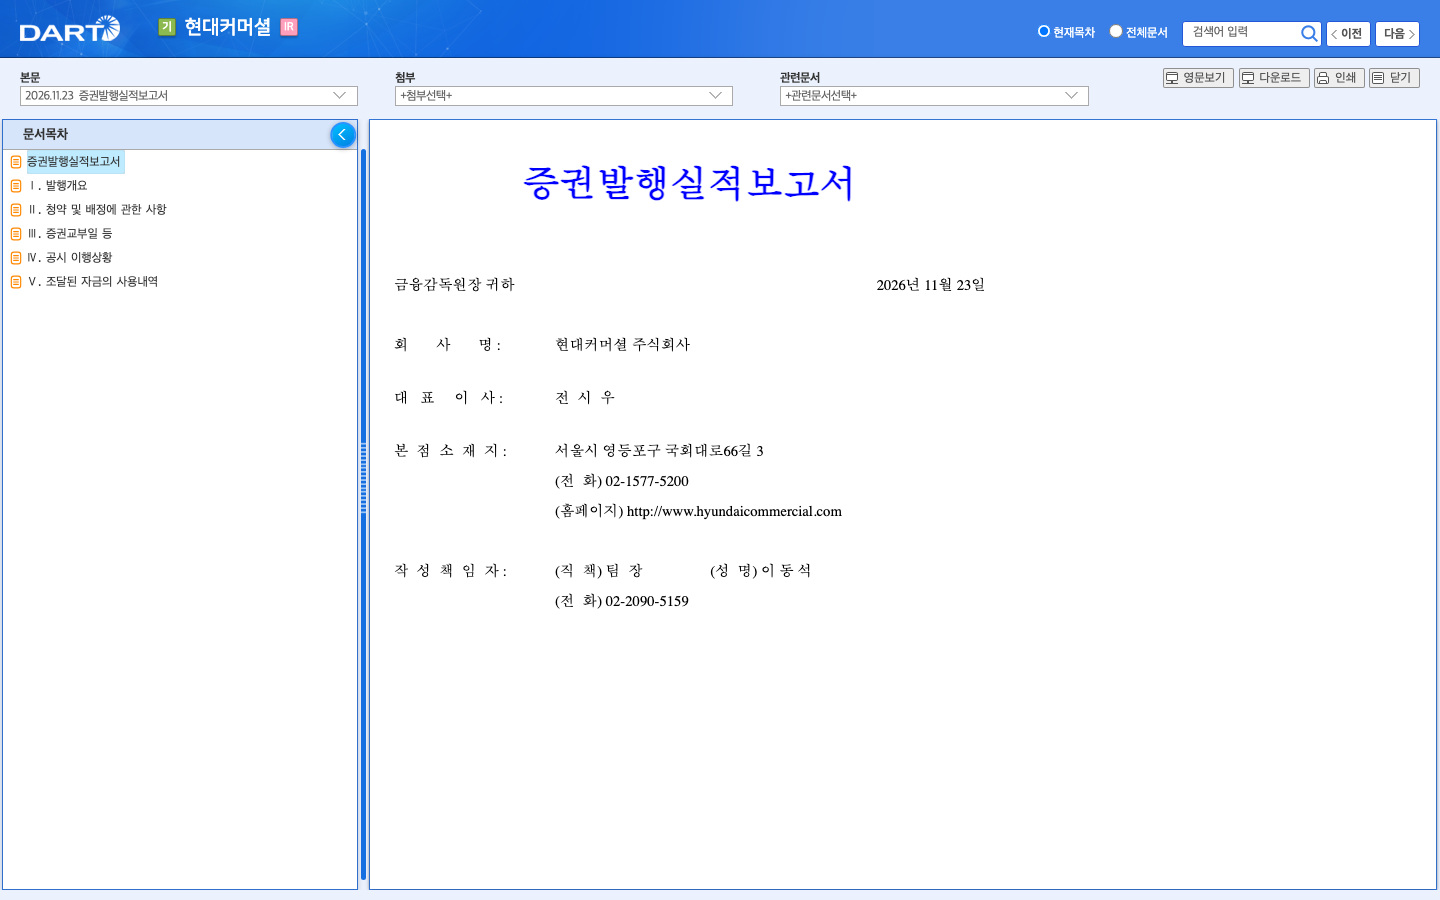 DART
기 현대커머셜 IR
현재목차 전체문서 검색어 입력 이전 다음
본문 첨부 관련문서
2026.11.23 증권발행실적보고서 +첨부선택+ +관련문서선택+
영문보기 다운로드 인쇄 닫기
문서목차
증권발행실적보고서
Ⅰ. 발행개요
Ⅱ. 청약 및 배정에 관한 사항
Ⅲ. 증권교부일 등
Ⅳ. 공시 이행상황
Ⅴ. 조달된 자금의 사용내역
증권발행실적보고서
금융감독원장 귀하 2026년 11월 23일
회 사 명 : 현대커머셜 주식회사
대 표 이 사 : 전 시 우
본 점 소 재 지 : 서울시 영등포구 국회대로66길 3
(전 화) 02-1577-5200
(홈페이지) http://www.hyundaicommercial.com
작 성 책 임 자 : (직 책) 팀 장 (성 명) 이 동 석
(전 화) 02-2090-5159